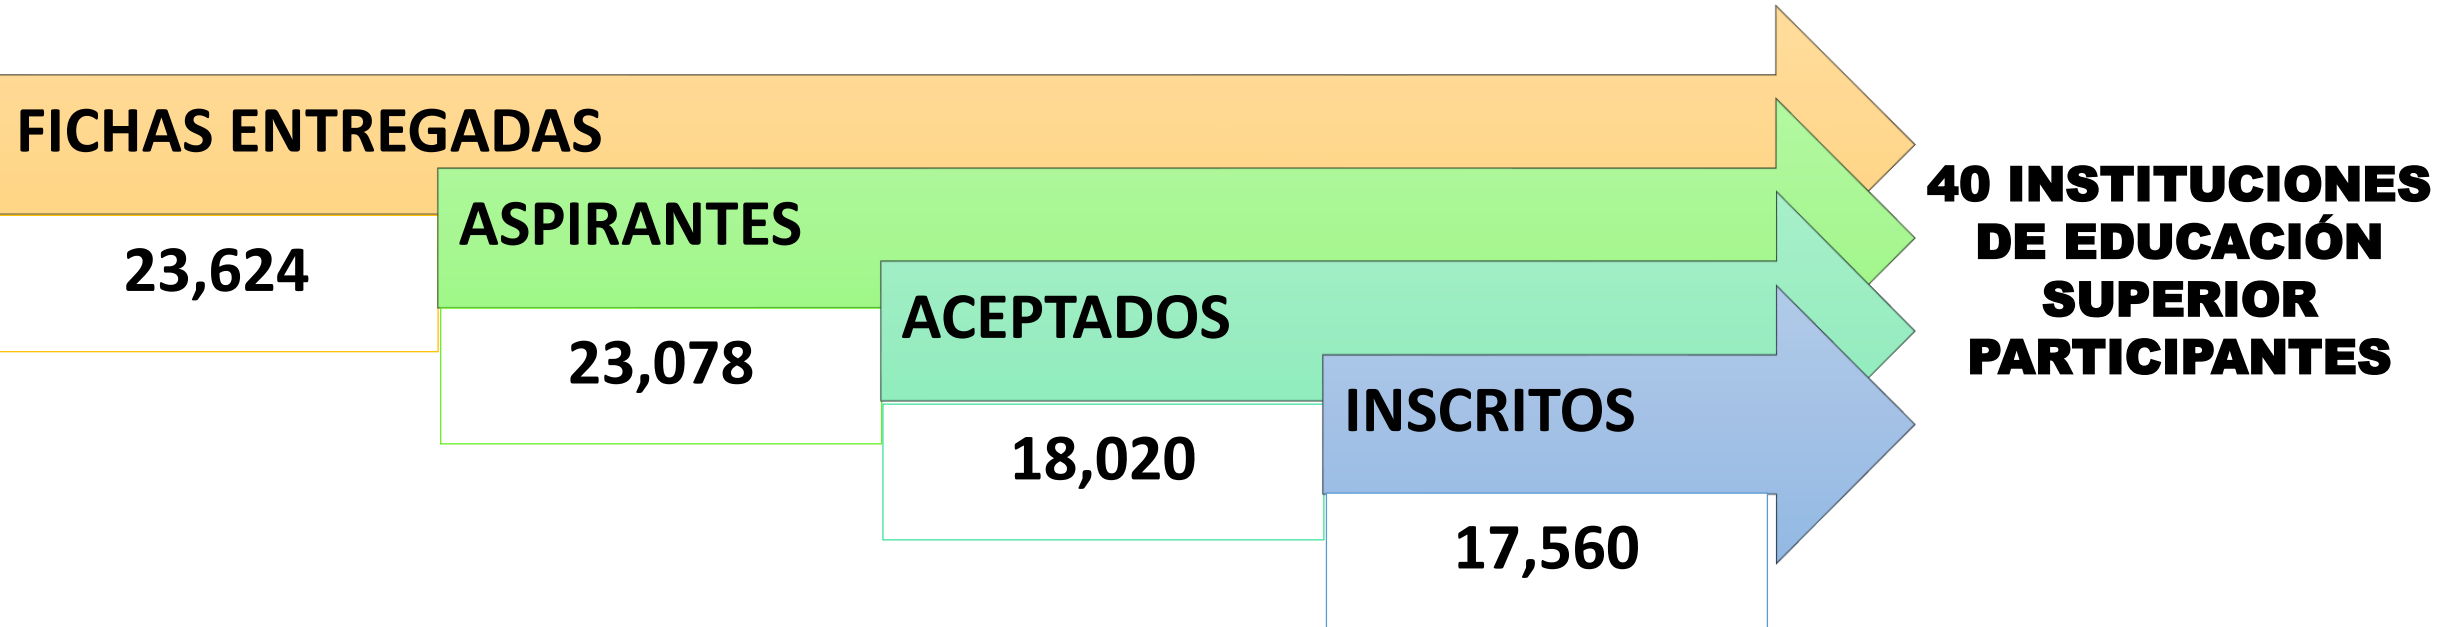 FICHAS ENTREGADAS
23,624
ASPIRANTES
23,078
ACEPTADOS
18,020
INSCRITOS
17,560
40 INSTITUCIONES
DE EDUCACIÓN
SUPERIOR
PARTICIPANTES